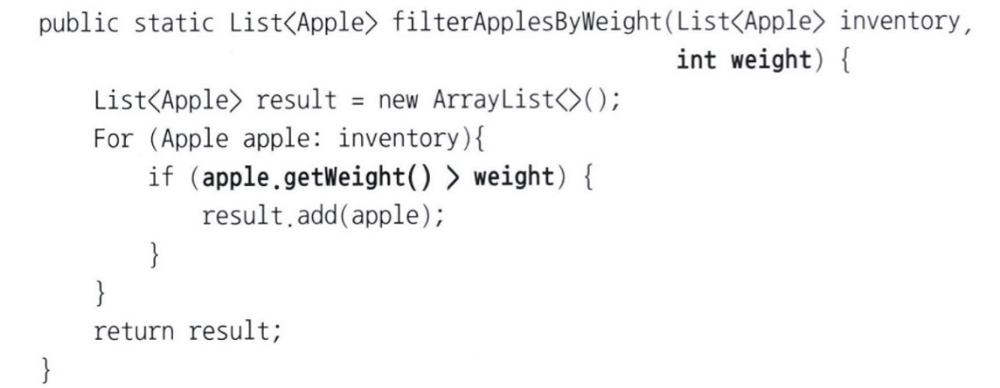 public static List<Apple> filterApplesByWeight(List<Apple> inventory,
int weight) {
List<Apple> result = new ArrayList<>();
For (Apple apple: inventory){
if (apple.getWeight() > weight) {
result.add(apple);
}
}
return result;
}